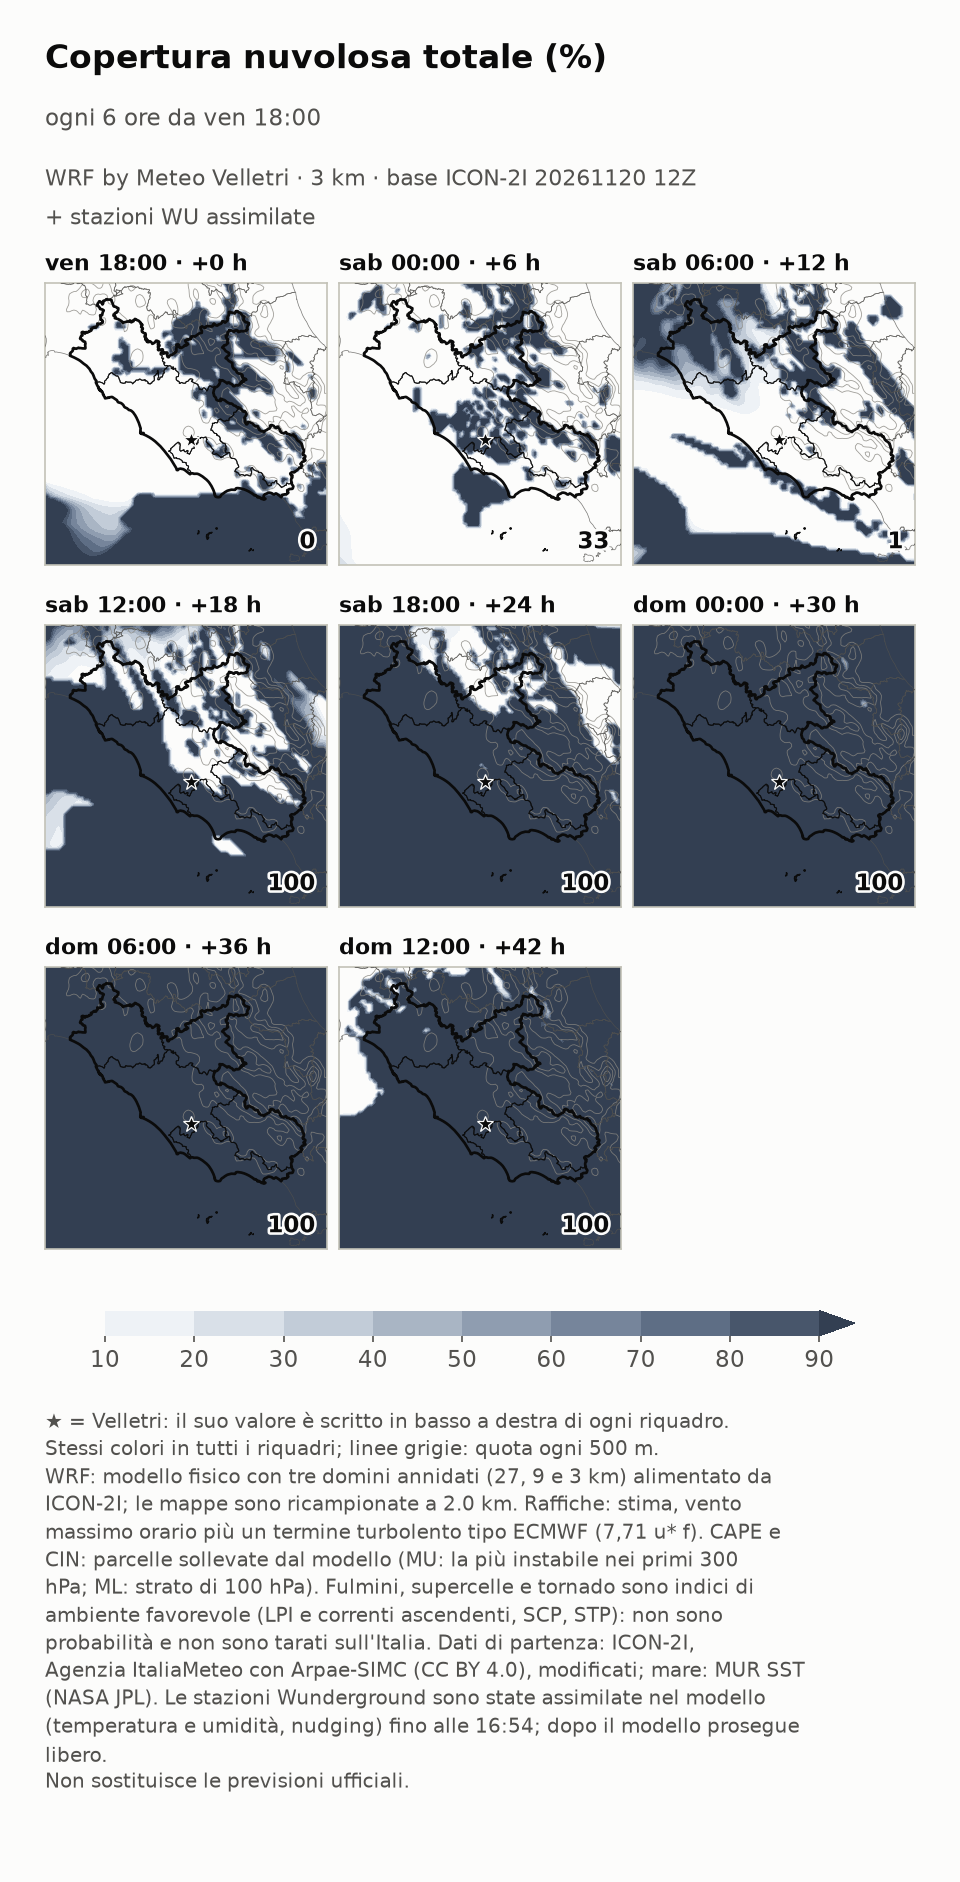 Copertura nuvolosa totale (%)
ogni 6 ore da ven 18:00
WRF by Meteo Velletri · 3 km · base ICON-2I 20261120 12Z
+ stazioni WU assimilate
ven 18:00 · +0 h
sab 00:00 · +6 h
sab 06:00 · +12 h
0
33
1
sab 12:00 · +18 h
sab 18:00 · +24 h
dom 00:00 · +30 h
100
100
100
dom 06:00 · +36 h
dom 12:00 · +42 h
100
100
10 20 30 40 50 60 70 80 90
★ = Velletri: il suo valore è scritto in basso a destra di ogni riquadro.
Stessi colori in tutti i riquadri; linee grigie: quota ogni 500 m.
WRF: modello fisico con tre domini annidati (27, 9 e 3 km) alimentato da
ICON-2I; le mappe sono ricampionate a 2.0 km. Raffiche: stima, vento
massimo orario più un termine turbolento tipo ECMWF (7,71 u* f). CAPE e
CIN: parcelle sollevate dal modello (MU: la più instabile nei primi 300
hPa; ML: strato di 100 hPa). Fulmini, supercelle e tornado sono indici di
ambiente favorevole (LPI e correnti ascendenti, SCP, STP): non sono
probabilità e non sono tarati sull'Italia. Dati di partenza: ICON-2I,
Agenzia ItaliaMeteo con Arpae-SIMC (CC BY 4.0), modificati; mare: MUR SST
(NASA JPL). Le stazioni Wunderground sono state assimilate nel modello
(temperatura e umidità, nudging) fino alle 16:54; dopo il modello prosegue
libero.
Non sostituisce le previsioni ufficiali.